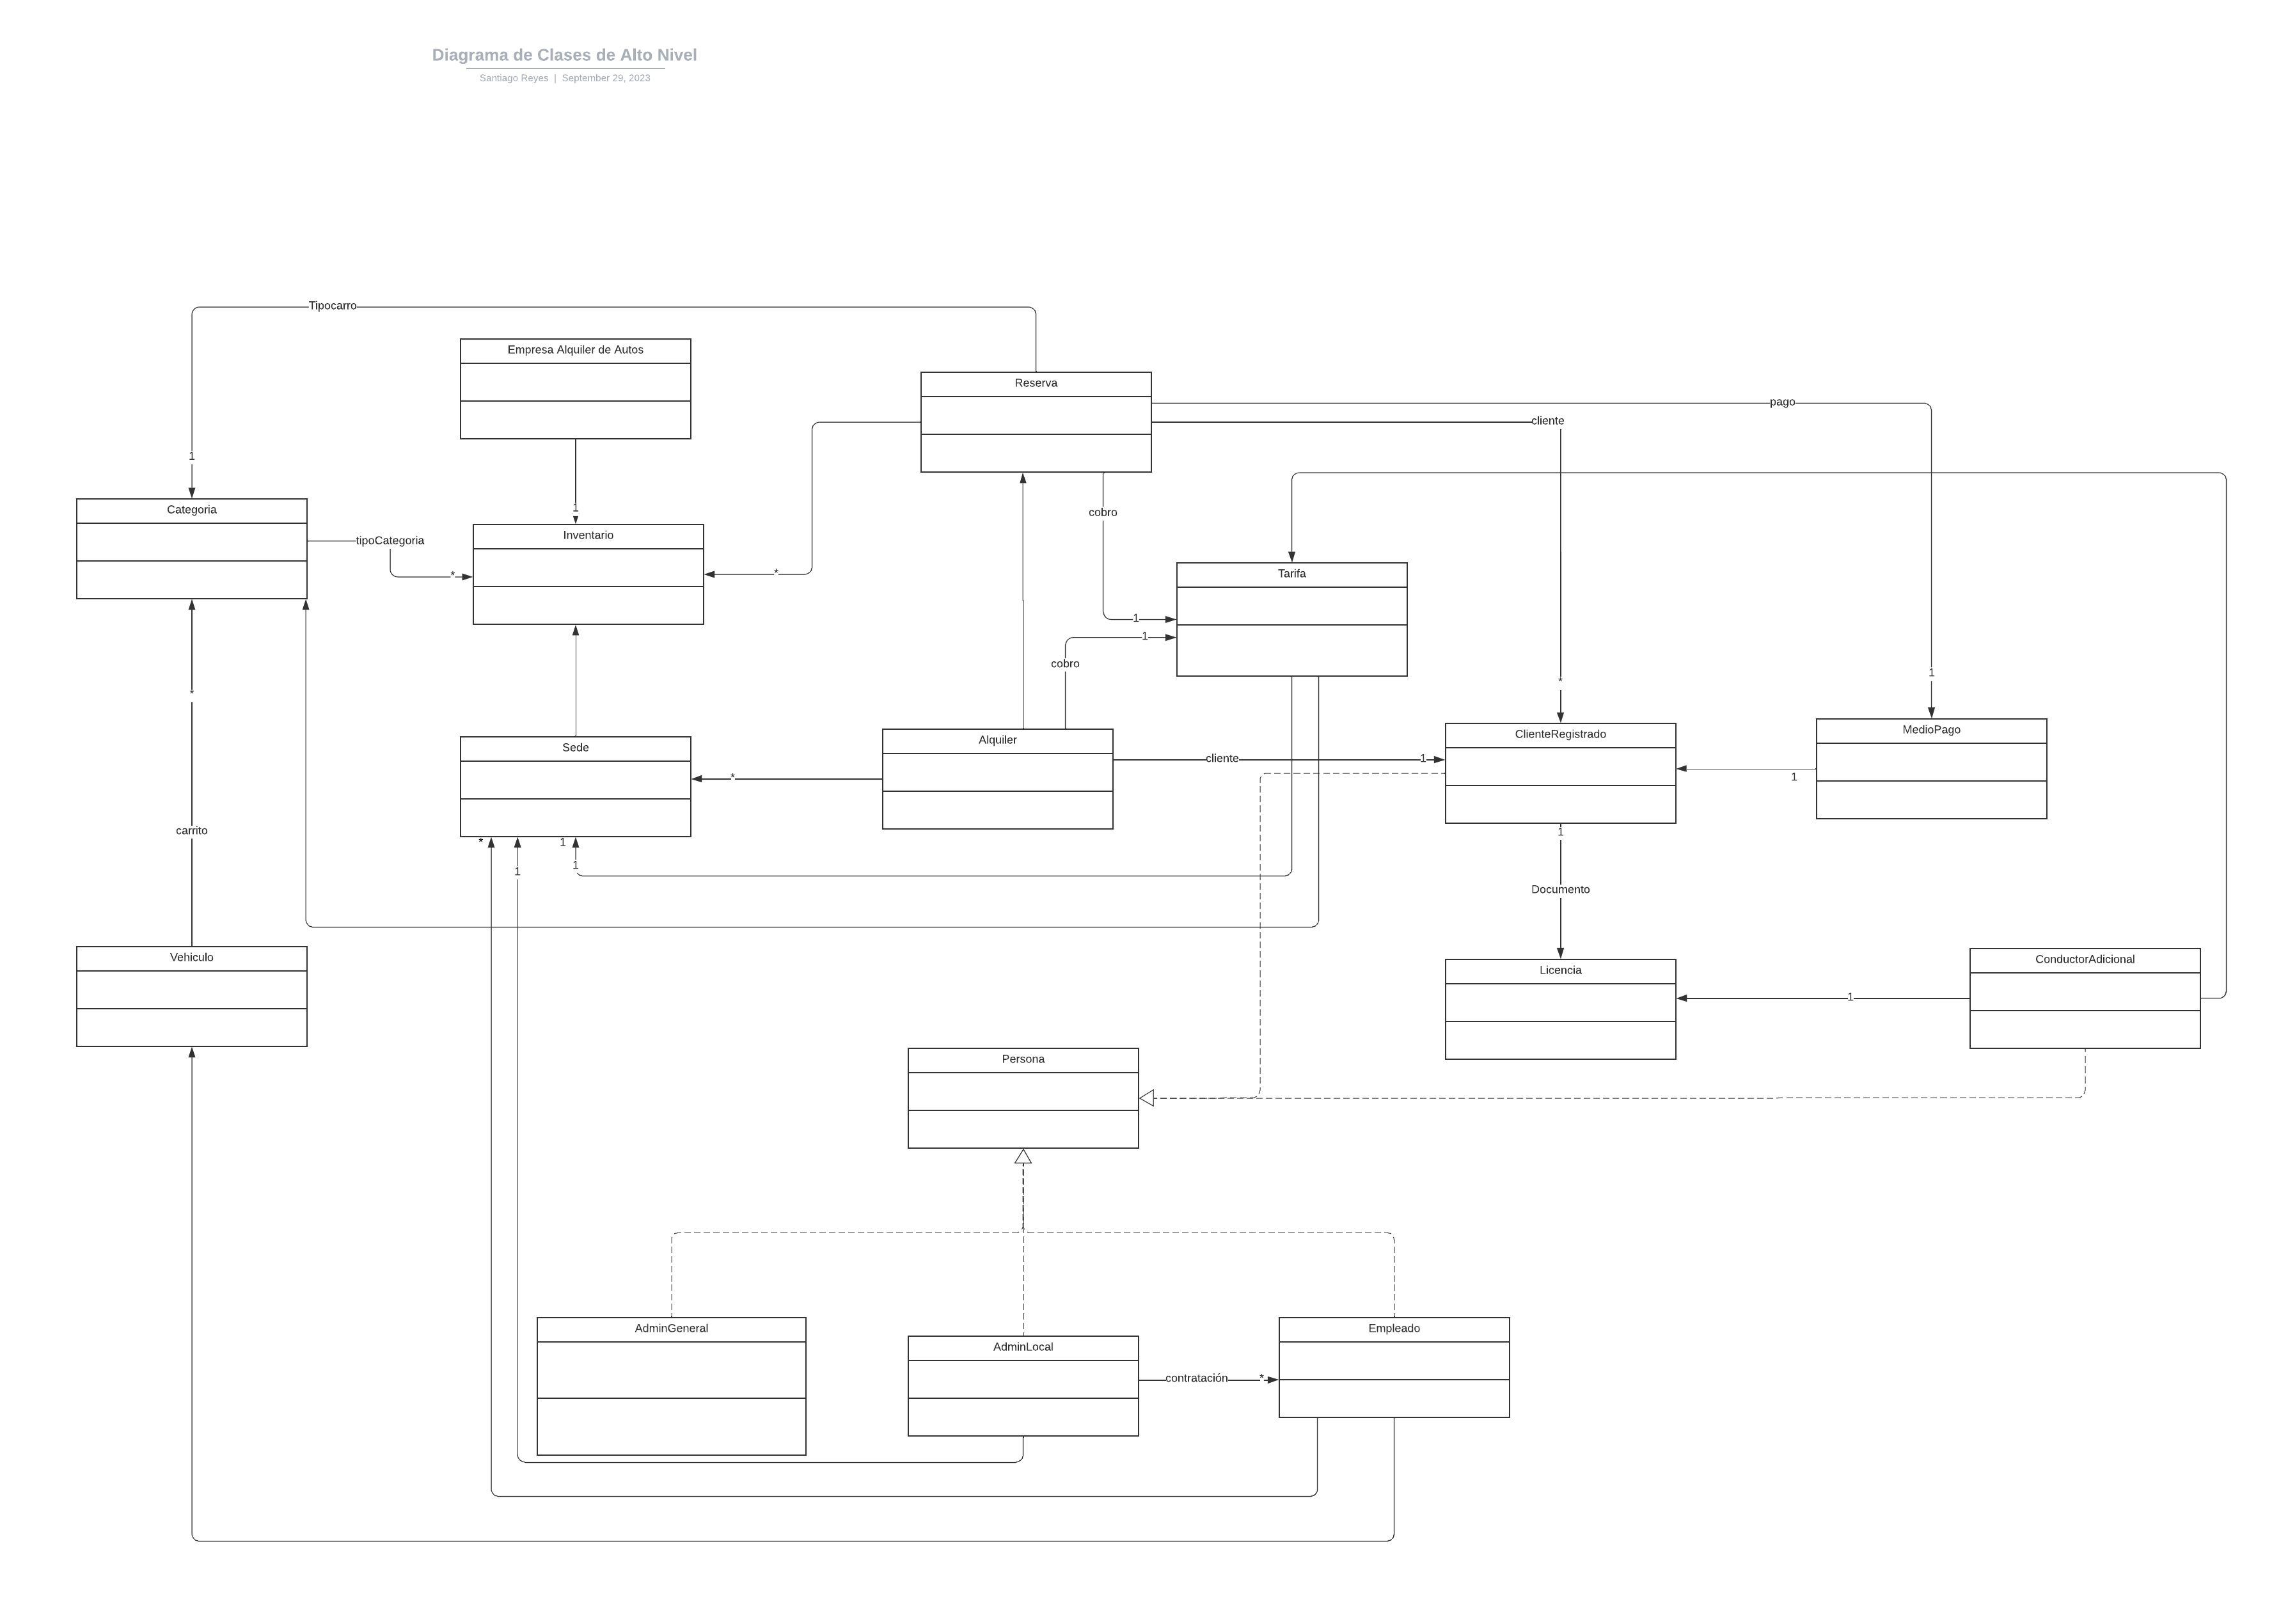 Diagrama de Clases de Alto Nivel
Santiago Reyes | September 29, 2023
Tipocarro
Empresa Alquiler de Autos
Reserva
pago
cliente
1
Categoria
1
cobro
Inventario
tipoCategoria
*
*
Tarifa
1
1
cobro
1
*
*
Sede
Alquiler
ClienteRegistrado
MedioPago
cliente
1
*
1
carrito
*
1
1
1
1
Documento
Vehiculo
Licencia
ConductorAdicional
1
Persona
AdminGeneral
AdminLocal
Empleado
contratación
*